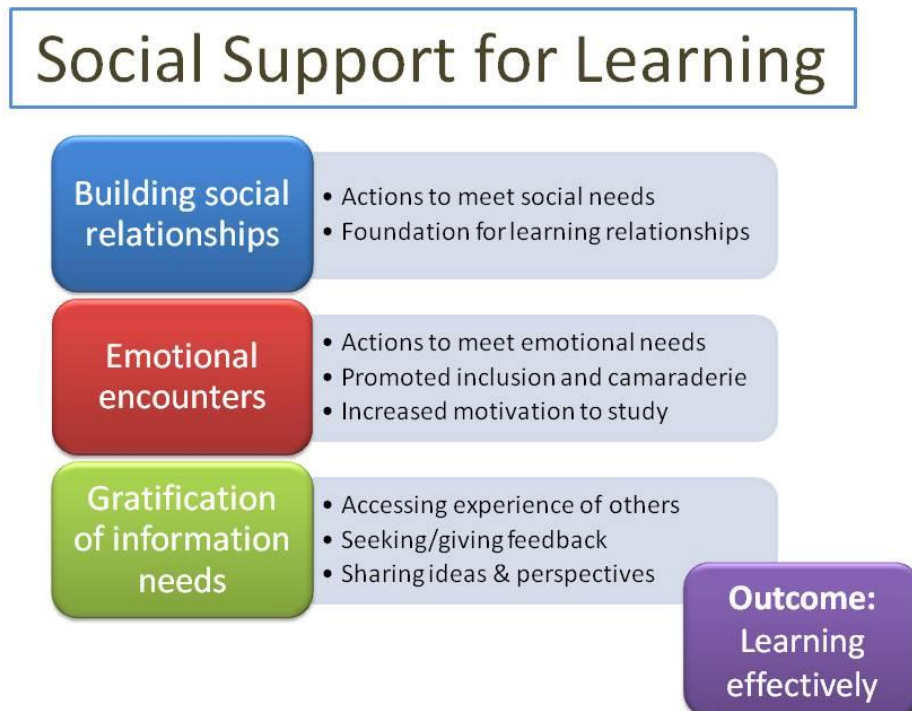 Social Support for Learning
Building social
relationships
• Actions to meet social needs
• Foundation for learning relationships
Emotional
encounters
• Actions to meet emotional needs
• Promoted inclusion and camaraderie
• Increased motivation to study
Gratification
of information
needs
• Accessing experience of others
• Seeking/giving feedback
• Sharing ideas & perspectives
Outcome:
Learning
effectively